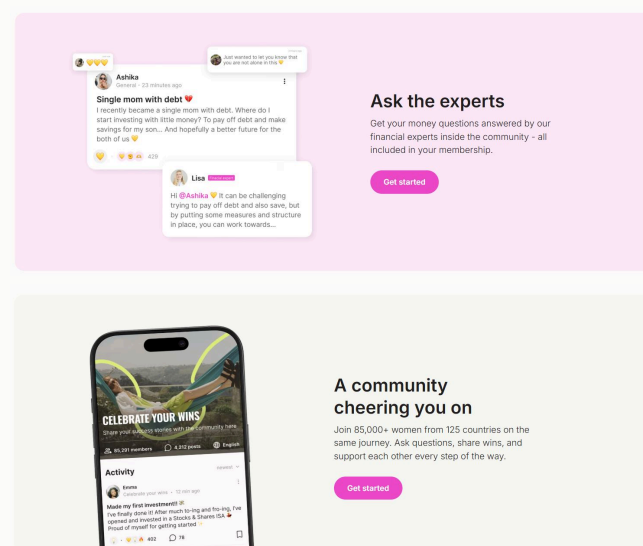 Just wanted to let you know that
you are not alone in this 💛
Ashika
General · 23 minutes ago
Single mom with debt 💔
I recently became a single mom with debt. Where do I
start investing with little money? To pay off debt and make
savings for my son... And hopefully a better future for the
both of us 💛
429
Lisa
Hi @Ashika 💛 It can be challenging
trying to pay off debt and also save, but
by putting some measures and structure
in place, you can work towards...
Ask the experts
Get your money questions answered by our
financial experts inside the community - all
included in your membership.
Get started
CELEBRATE YOUR WINS
Share your success stories with the community here
85,291 members 4.312 posts English
Activity
newest
Emma
Celebrate your wins · 12 min ago
Made my first investment!!
I've finally done it! After much to-ing and fro-ing, I've
opened and invested in a Stocks & Shares ISA
Proud of myself for getting started
492 78
A community
cheering you on
Join 85,000+ women from 125 countries on the
same journey. Ask questions, share wins, and
support each other every step of the way.
Get started